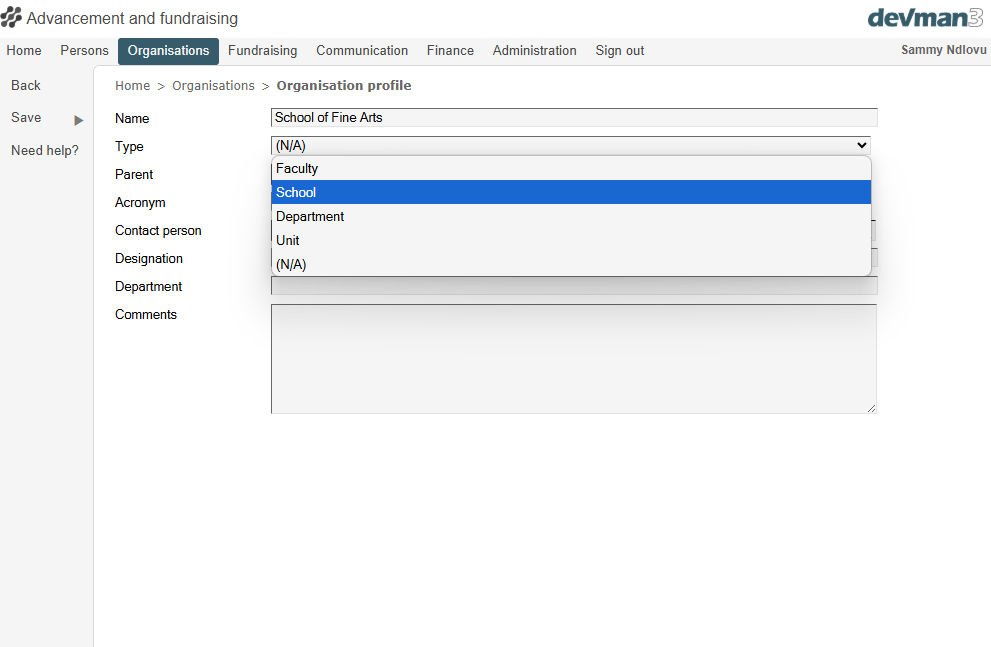 Advancement and fundraising
devman3
Home Persons Organisations Fundraising Communication Finance Administration Sign out Sammy Ndlovu
Back
Save
Need help?
Home > Organisations > Organisation profile
Name School of Fine Arts
Type (N/A)
Parent
Acronym
Contact person
Designation
Department
Comments
Faculty
School
Department
Unit
(N/A)